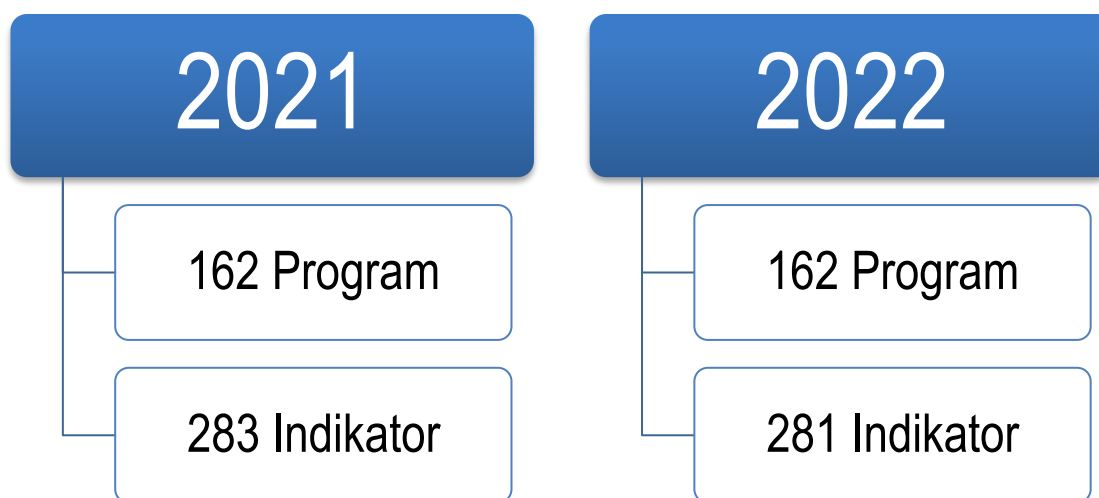 2021
162 Program
283 Indikator
2022
162 Program
281 Indikator